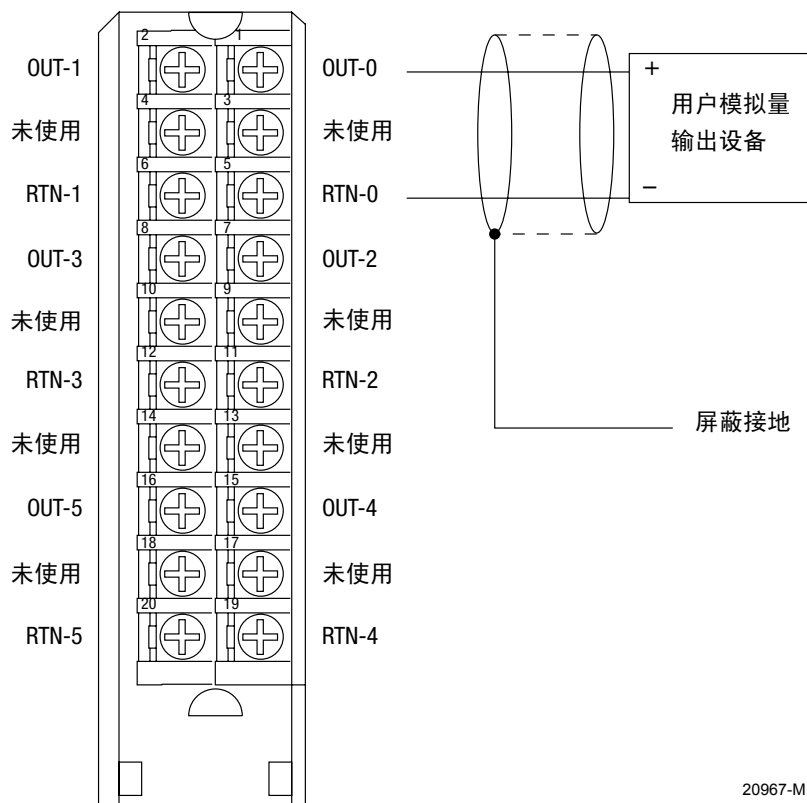 2 1
OUT-1 OUT-0 +
用户模拟量
输出设备
4 3
未使用 未使用
6 5
RTN-1 RTN-0 −
8 7
OUT-3 OUT-2
10 9
未使用 未使用
12 11
RTN-3 RTN-2
14 13
未使用 未使用 屏蔽接地
16 15
OUT-5 OUT-4
18 17
未使用 未使用
20 19
RTN-5 RTN-4
20967-M